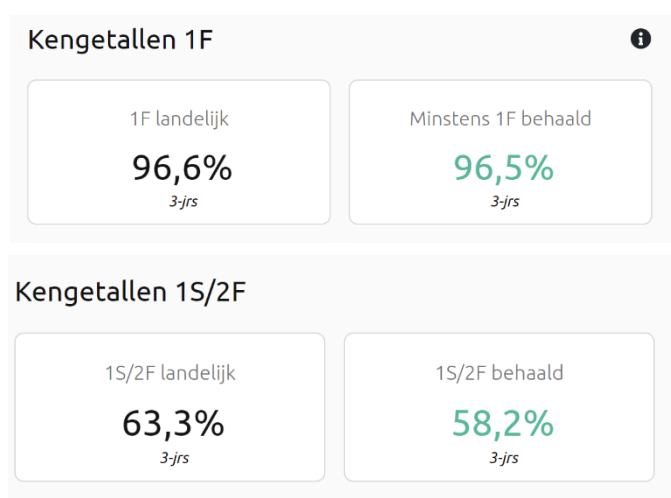 Kengetallen 1F
1F landelijk
96,6%
3-jrs
Minstens 1F behaald
96,5%
3-jrs
Kengetallen 1S/2F
1S/2F landelijk
63,3%
3-jrs
1S/2F behaald
58,2%
3-jrs